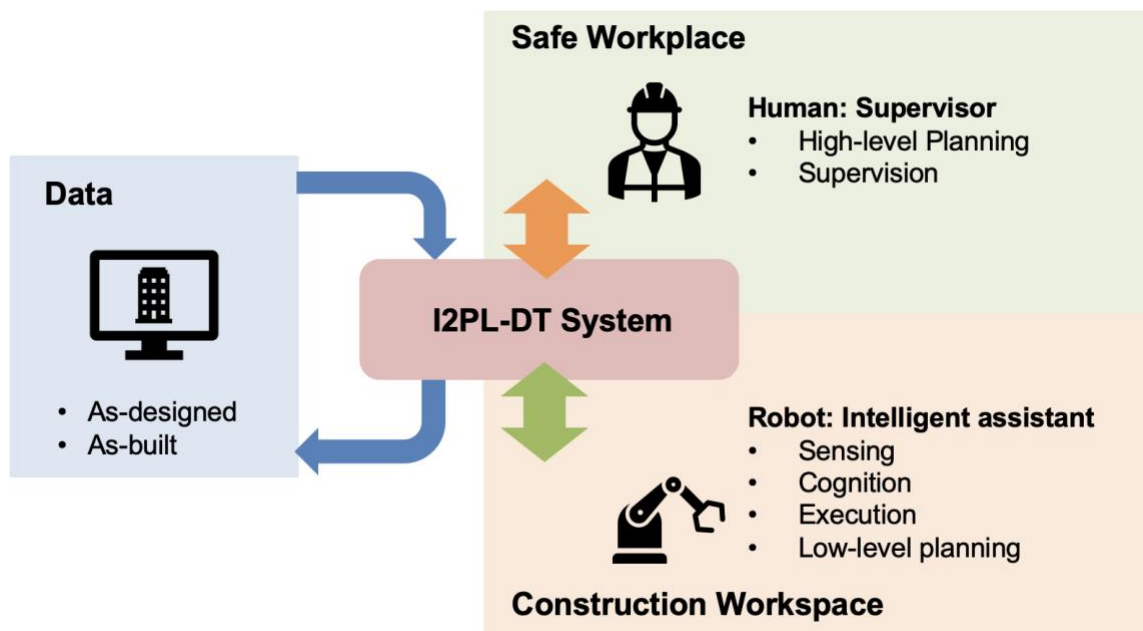 Safe Workplace
Human: Supervisor
• High-level Planning
• Supervision
Data
• As-designed
• As-built
I2PL-DT System
Robot: Intelligent assistant
• Sensing
• Cognition
• Execution
• Low-level planning
Construction Workspace